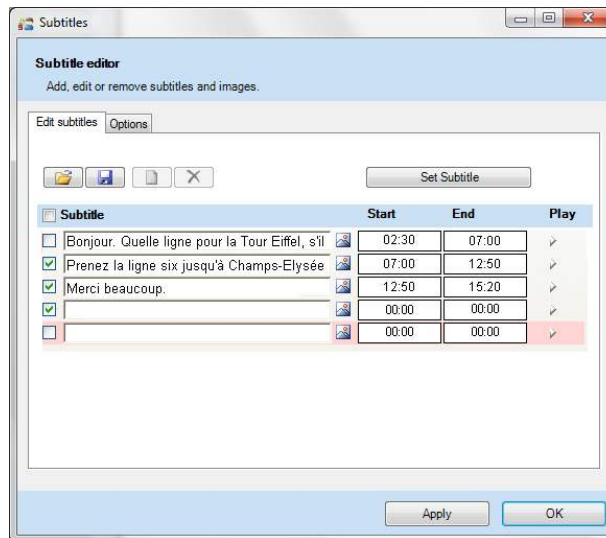 Subtitles
Subtitle editor
Add, edit or remove subtitles and images.
Edit subtitles Options
Set Subtitle
Subtitle Start End Play
Bonjour. Quelle ligne pour la Tour Eiffel, s'il 02:30 07:00
Prenez la ligne six jusqu'à Champs-Elysée 07:00 12:50
Merci beaucoup. 12:50 15:20
00:00 00:00
00:00 00:00
Apply OK